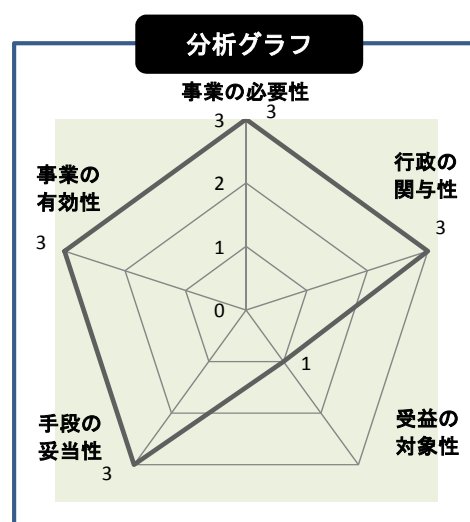 分析グラフ
事業の必要性
3
3
行政の
関与性
3
事業の
有効性
3
2
1
0
1
受益の
対象性
手段の
妥当性
3